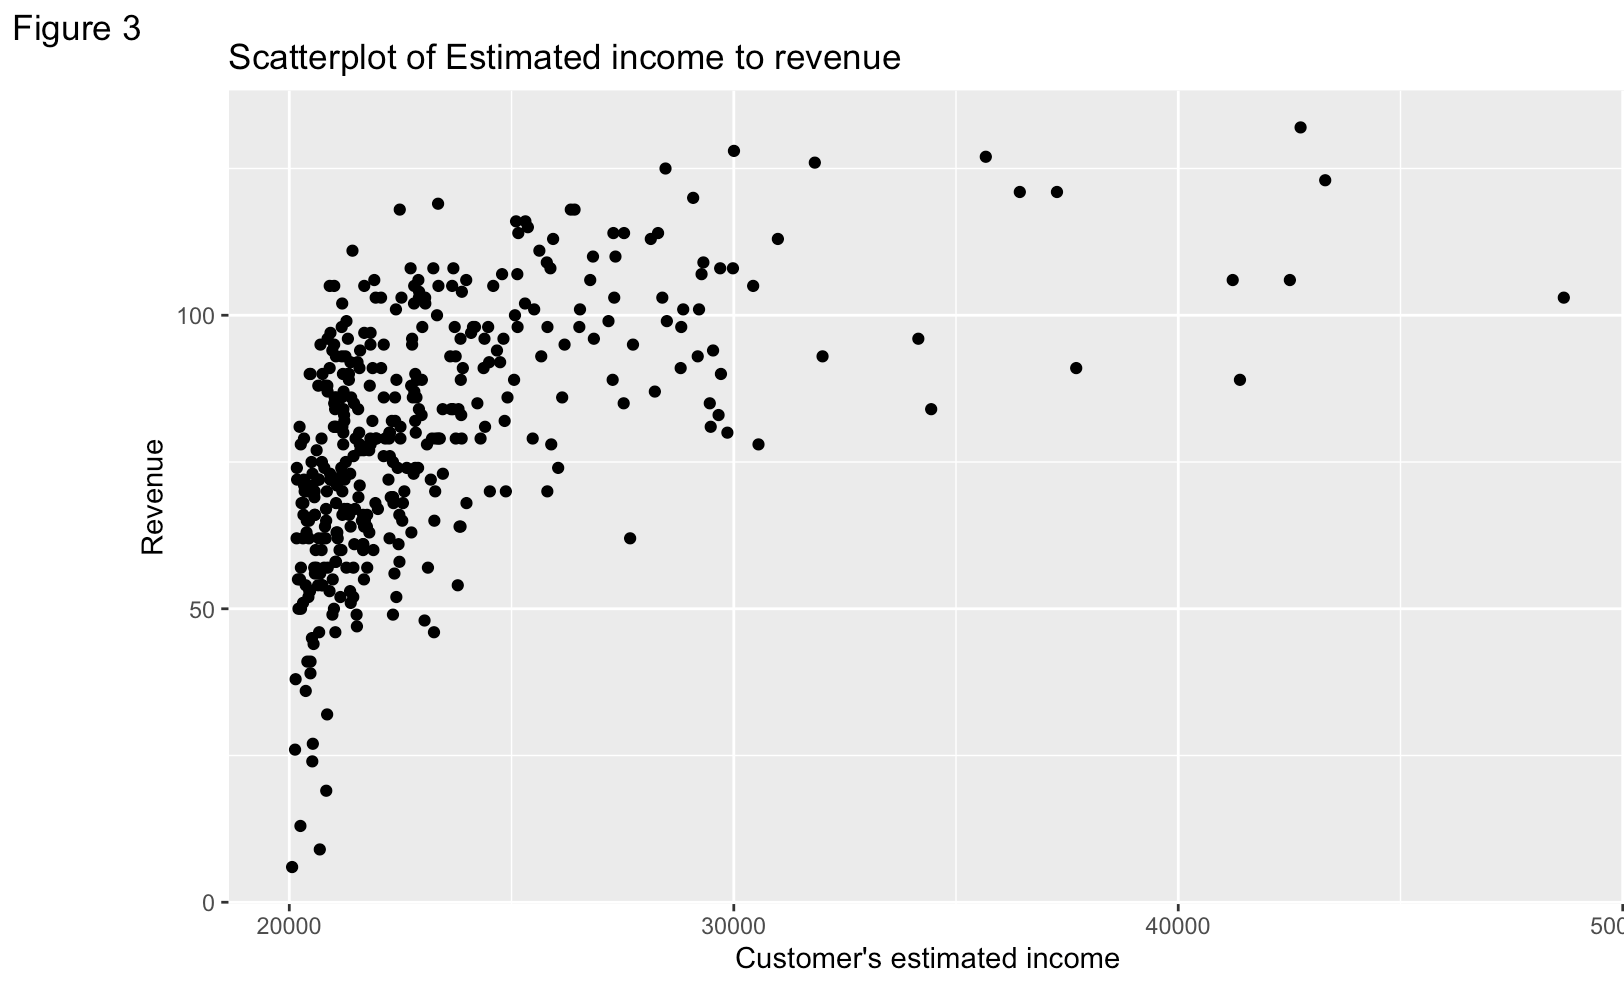 Figure 3
Scatterplot of Estimated income to revenue
Revenue
100
50
0
20000
30000
40000
Customer's estimated income